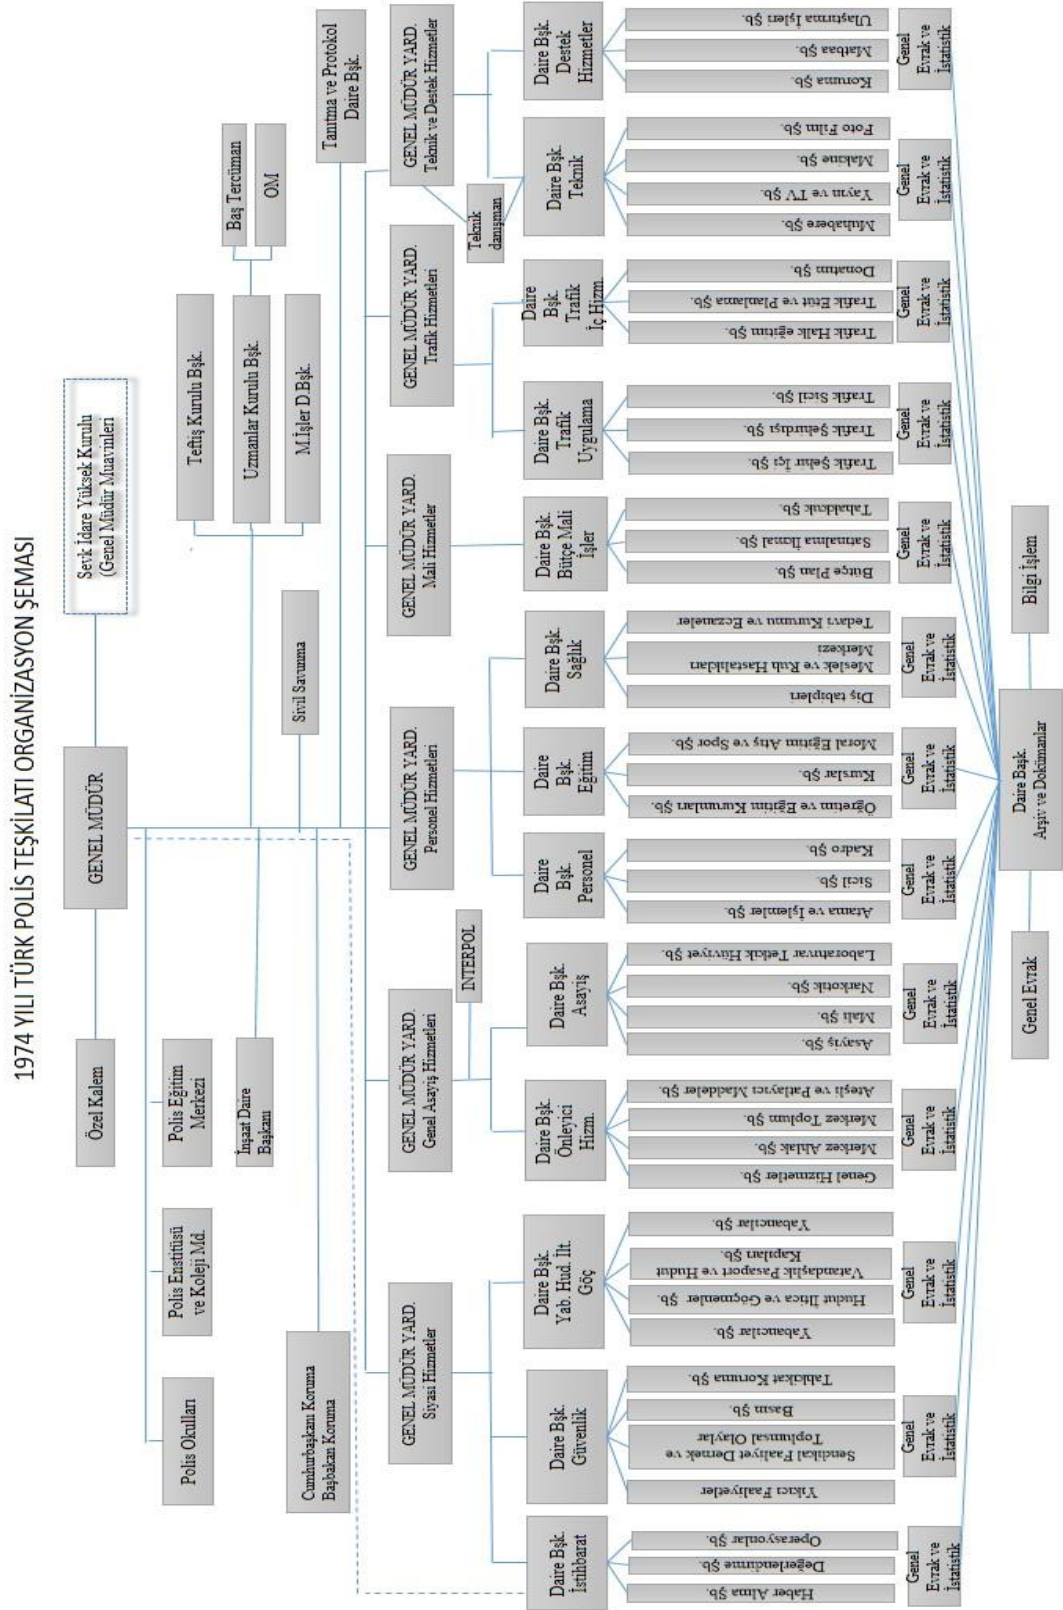 1974 YILI TÜRK POLİS TEŞKİLATI ORGANİZASYON ŞEMASI
Sevk İdare Yüksek Kurulu
(Genel Müdür Muavinleri
GENEL MÜDÜR
Özel Kalem
Polis Okulları
Polis Enstitüsü
ve Koleji Md.
Polis Eğitim
Merkezi
İnşaat Daire
Başkanı
Cumhurbaşkanı Koruma
Başbakan Koruma
Sivil Savunma
Teftiş Kurulu Bşk.
Uzmanlar Kurulu Bşk.
M.İşler D.Bşk.
Baş Tercüman
OM
Tanıtma ve Protokol
Daire Bşk.
GENEL MÜDÜR YARD.
Siyasi Hizmetler
GENEL MÜDÜR YARD.
Genel Asayiş Hizmetleri
GENEL MÜDÜR YARD.
Personel Hizmetleri
GENEL MÜDÜR YARD.
Mali Hizmetler
GENEL MÜDÜR YARD.
Trafik Hizmetleri
GENEL MÜDÜR YARD.
Teknik ve Destek Hizmetler
INTERPOL
Teknik
danışman
Daire Bşk.
İstihbarat
Daire Bşk.
Güvenlik
Daire Bşk.
Yab. Hud. İlt.
Göç
Daire Bşk.
Önleyici
Hizm.
Daire Bşk.
Asayiş
Daire
Bşk.
Personel
Daire
Bşk.
Eğitim
Daire Bşk.
Sağlık
Daire Bşk.
Bütçe Mali
İşler
Daire Bşk.
Trafik
Uygulama
Daire
Bşk.
Trafik
İç Hizm.
Daire Bşk.
Teknik
Daire Bşk.
Destek
Hizmetler
Haber Alma Şb.
Değerlendirme Şb.
Operasyonlar Şb.
Yıkıcı Faaliyetler
Sendikal Faaliyet Dernek ve
Toplumsal Olaylar
Basın Şb.
Tahkikat Koruma Şb.
Yabancılar Şb.
Hudut İltica ve Göçmenler Şb.
Vatandaşlık Pasaport ve Hudut
Kapıları Şb.
Yabancılar Şb.
Genel Hizmetler Şb.
Merkez Ahlak Şb.
Merkez Toplum Şb.
Ateşli ve Patlayıcı Maddeler Şb.
Asayiş Şb.
Mali Şb.
Narkotik Şb.
Laboratuvar Tetkik Hüviyet Şb.
Atama ve İşlemler Şb.
Sicil Şb.
Kadro Şb.
Öğretim ve Eğitim Kurumları Şb.
Kurslar Şb.
Moral Eğitim Atış ve Spor Şb.
Diş tabipleri
Meslek ve Ruh Hastalıkları
Merkezi
Tedavi Kurumu ve Eczaneler
Bütçe Plan Şb.
Satınalma İkmal Şb.
Tahakkuk Şb.
Trafik Şehir İçi Şb.
Trafik Şehirdışı Şb.
Trafik Sicil Şb.
Trafik Halk eğitim Şb.
Trafik Etüt ve Planlama Şb.
Donatım Şb.
Muhabere Şb.
Yayın ve TV Şb.
Makine Şb.
Foto Film Şb.
Koruma Şb.
Matbaa Şb.
Ulaştırma İşleri Şb.
Genel
Evrak ve
İstatistik
Genel
Evrak ve
İstatistik
Genel
Evrak ve
İstatistik
Genel
Evrak ve
İstatistik
Genel
Evrak ve
İstatistik
Genel
Evrak ve
İstatistik
Genel
Evrak ve
İstatistik
Genel
Evrak ve
İstatistik
Genel
Evrak ve
İstatistik
Genel
Evrak ve
İstatistik
Genel
Evrak ve
İstatistik
Genel
Evrak ve
İstatistik
Genel
Evrak ve
İstatistik
Genel Evrak
Daire Başk.
Arşiv ve Dokümanlar
Bilgi İşlem